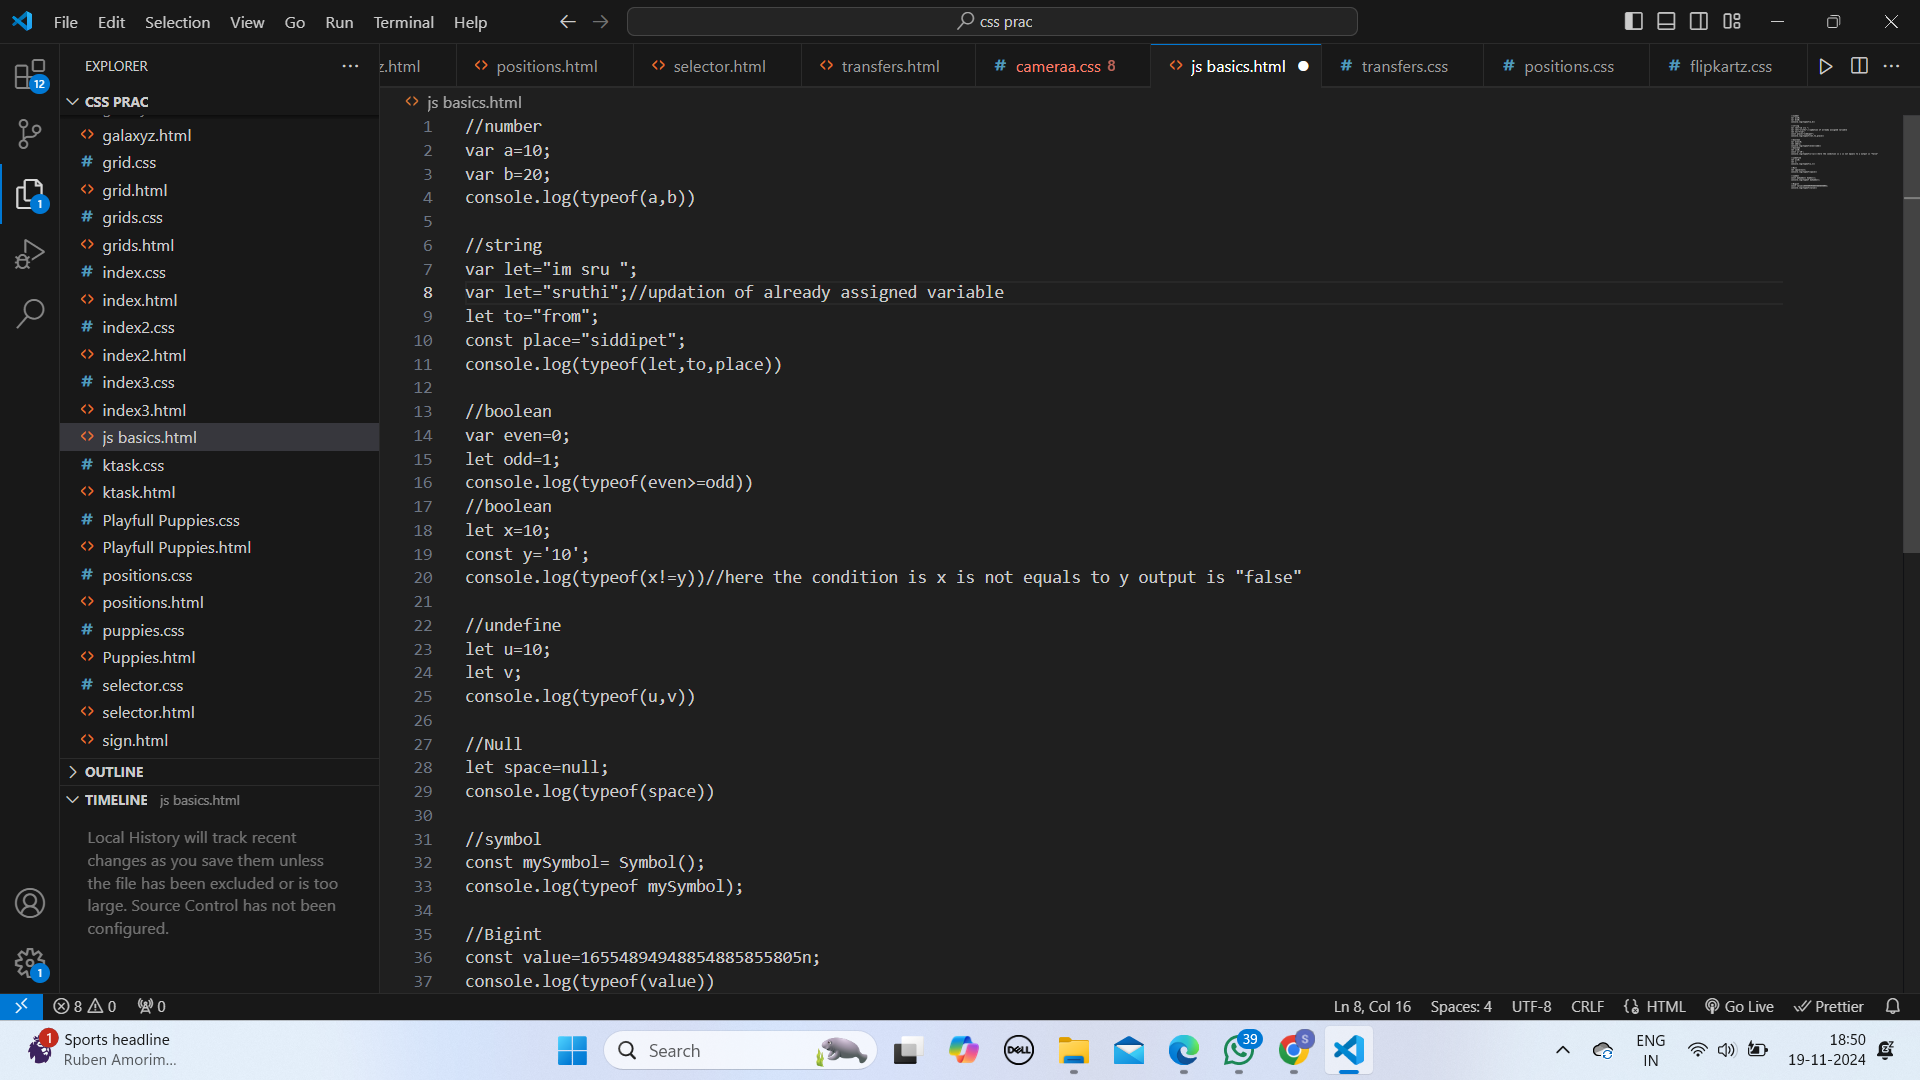 File Edit Selection View Go Run Terminal Help
css prac
EXPLORER
CSS PRAC
galaxyz.html
grid.css
grid.html
grids.css
grids.html
index.css
index.html
index2.css
index2.html
index3.css
index3.html
js basics.html
ktask.css
ktask.html
Playfull Puppies.css
Playfull Puppies.html
positions.css
positions.html
puppies.css
Puppies.html
selector.css
selector.html
sign.html
OUTLINE
TIMELINE js basics.html
Local History will track recent
changes as you save them unless
the file has been excluded or is too
large. Source Control has not been
configured.
12
1
1
z.html positions.html selector.html transfers.html cameraa.css 8 js basics.html transfers.css positions.css flipkartz.css
js basics.html
1 //number
2 var a=10;
3 var b=20;
4 console.log(typeof(a,b))
5
6 //string
7 var let="im sru ";
8 var let="sruthi";//updation of already assigned variable
9 let to="from";
10 const place="siddipet";
11 console.log(typeof(let,to,place))
12
13 //boolean
14 var even=0;
15 let odd=1;
16 console.log(typeof(even>=odd))
17 //boolean
18 let x=10;
19 const y='10';
20 console.log(typeof(x!=y))//here the condition is x is not equals to y output is "false"
21
22 //undefine
23 let u=10;
24 let v;
25 console.log(typeof(u,v))
26
27 //Null
28 let space=null;
29 console.log(typeof(space))
30
31 //symbol
32 const mySymbol= Symbol();
33 console.log(typeof mySymbol);
34
35 //Bigint
36 const value=16554894948854885855805n;
37 console.log(typeof(value))
8 0 0 Ln 8, Col 16 Spaces: 4 UTF-8 CRLF {} HTML Go Live Prettier
1 Sports headline
Ruben Amorim...
Search
DELL
39
S
ENG
IN
18:50
19-11-2024